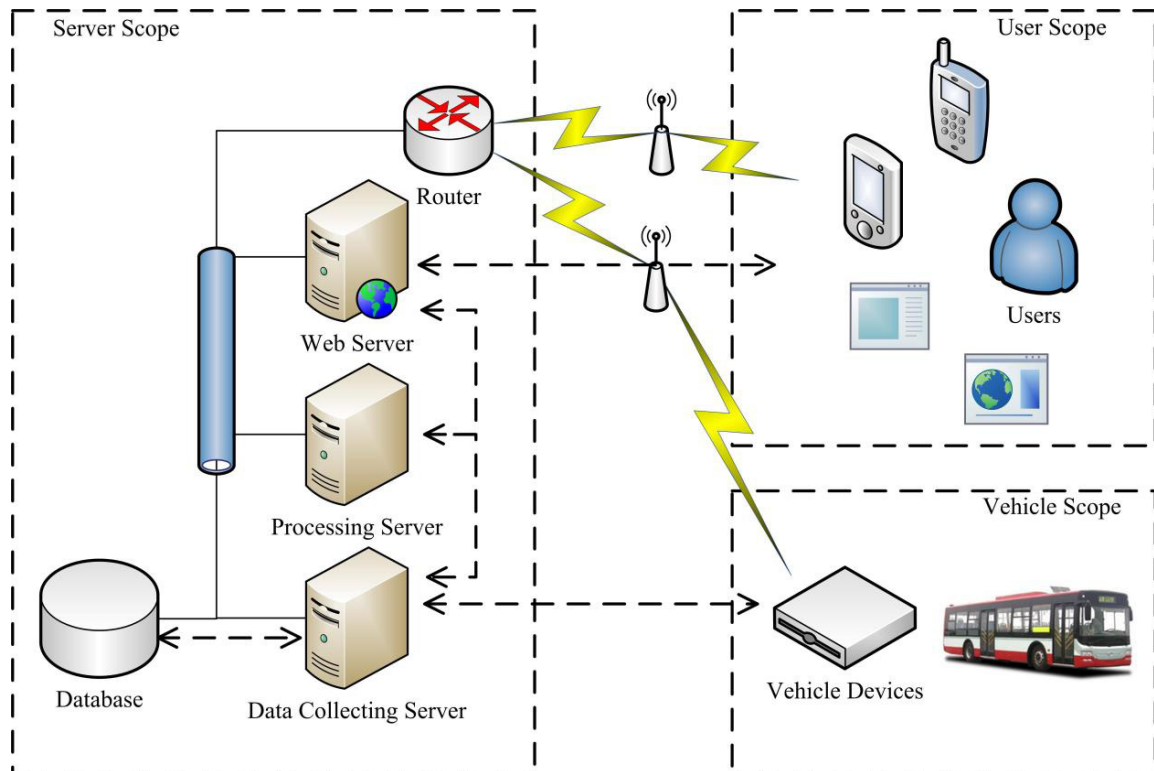 Server Scope
User Scope
Router
Web Server
Users
Processing Server
Vehicle Scope
Database
Data Collecting Server
Vehicle Devices